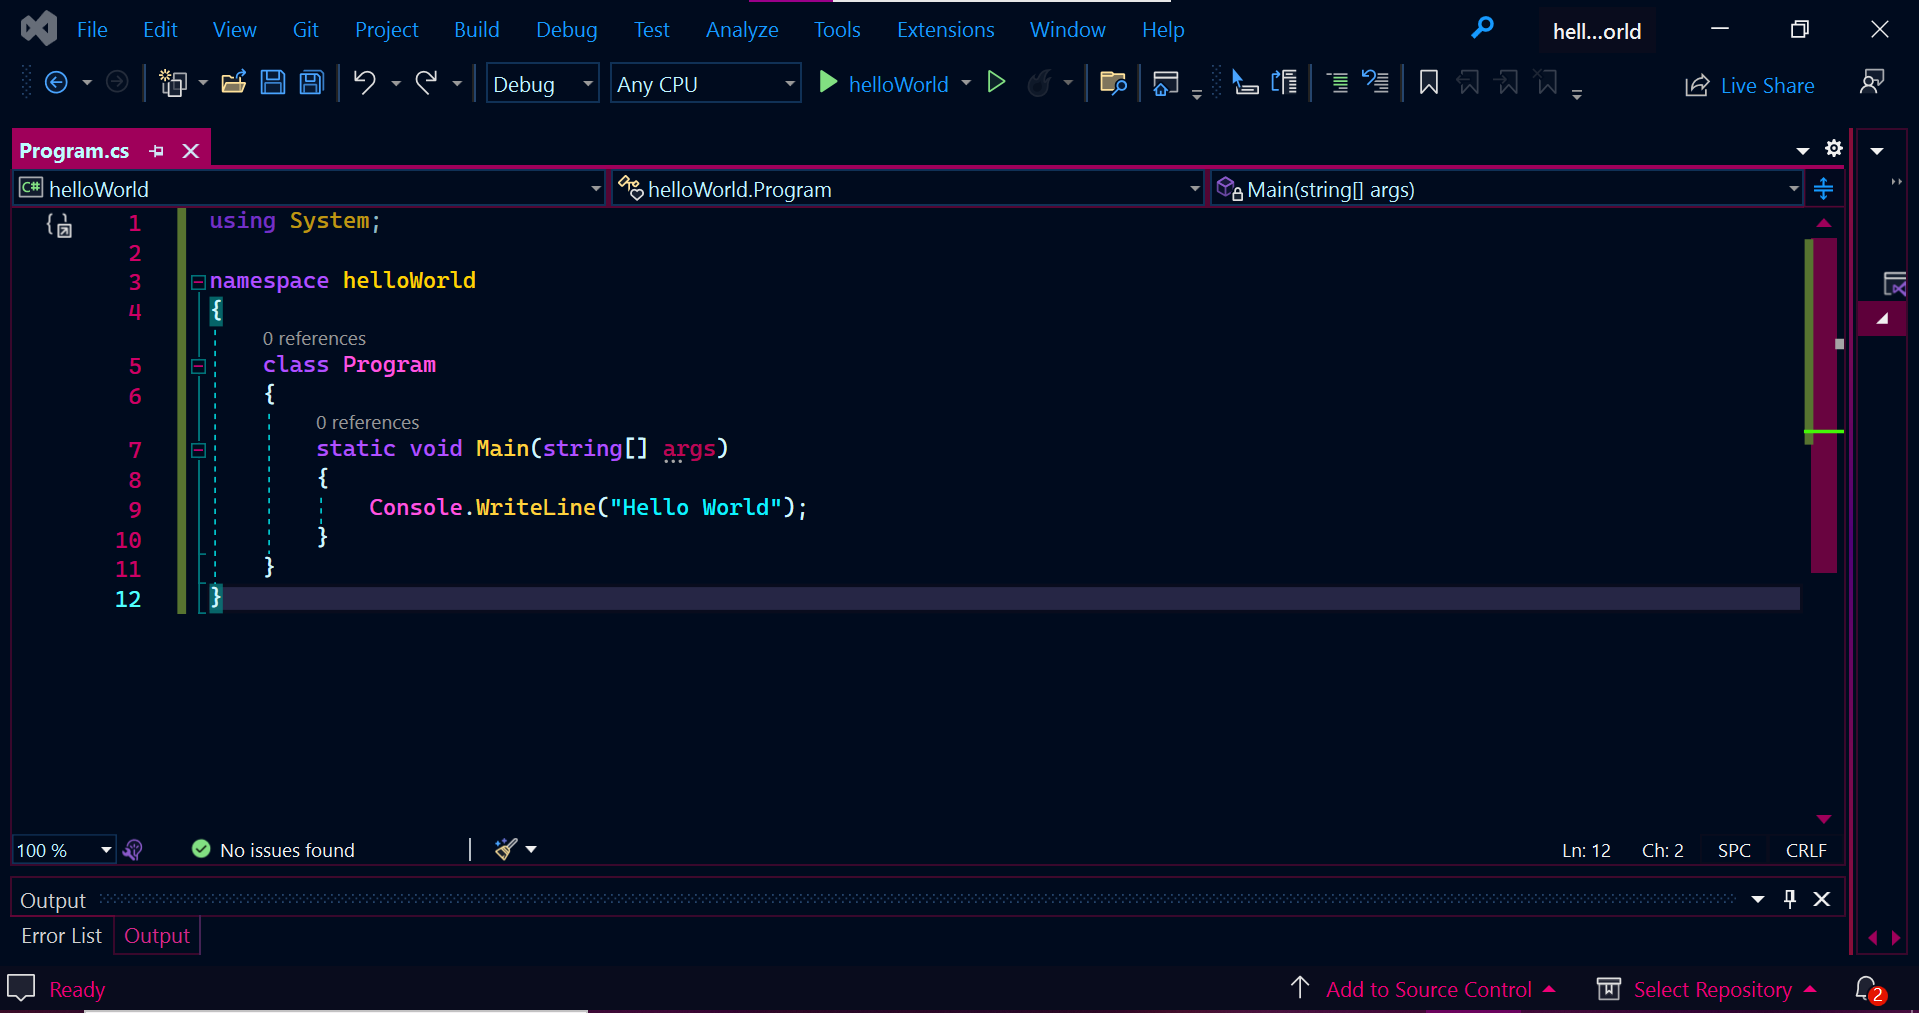 File Edit View Git Project Build Debug Test Analyze Tools Extensions Window Help hell...orld
Debug Any CPU helloWorld Live Share
Program.cs
C# helloWorld helloWorld.Program Main(string[] args)
1 using System;
2
3 namespace helloWorld
4 {
0 references
5 class Program
6 {
0 references
7 static void Main(string[] args)
8 {
9 Console.WriteLine("Hello World");
10 }
11 }
12 }
100 % No issues found Ln: 12 Ch: 2 SPC CRLF
Output
Error List Output
Ready Add to Source Control Select Repository 2